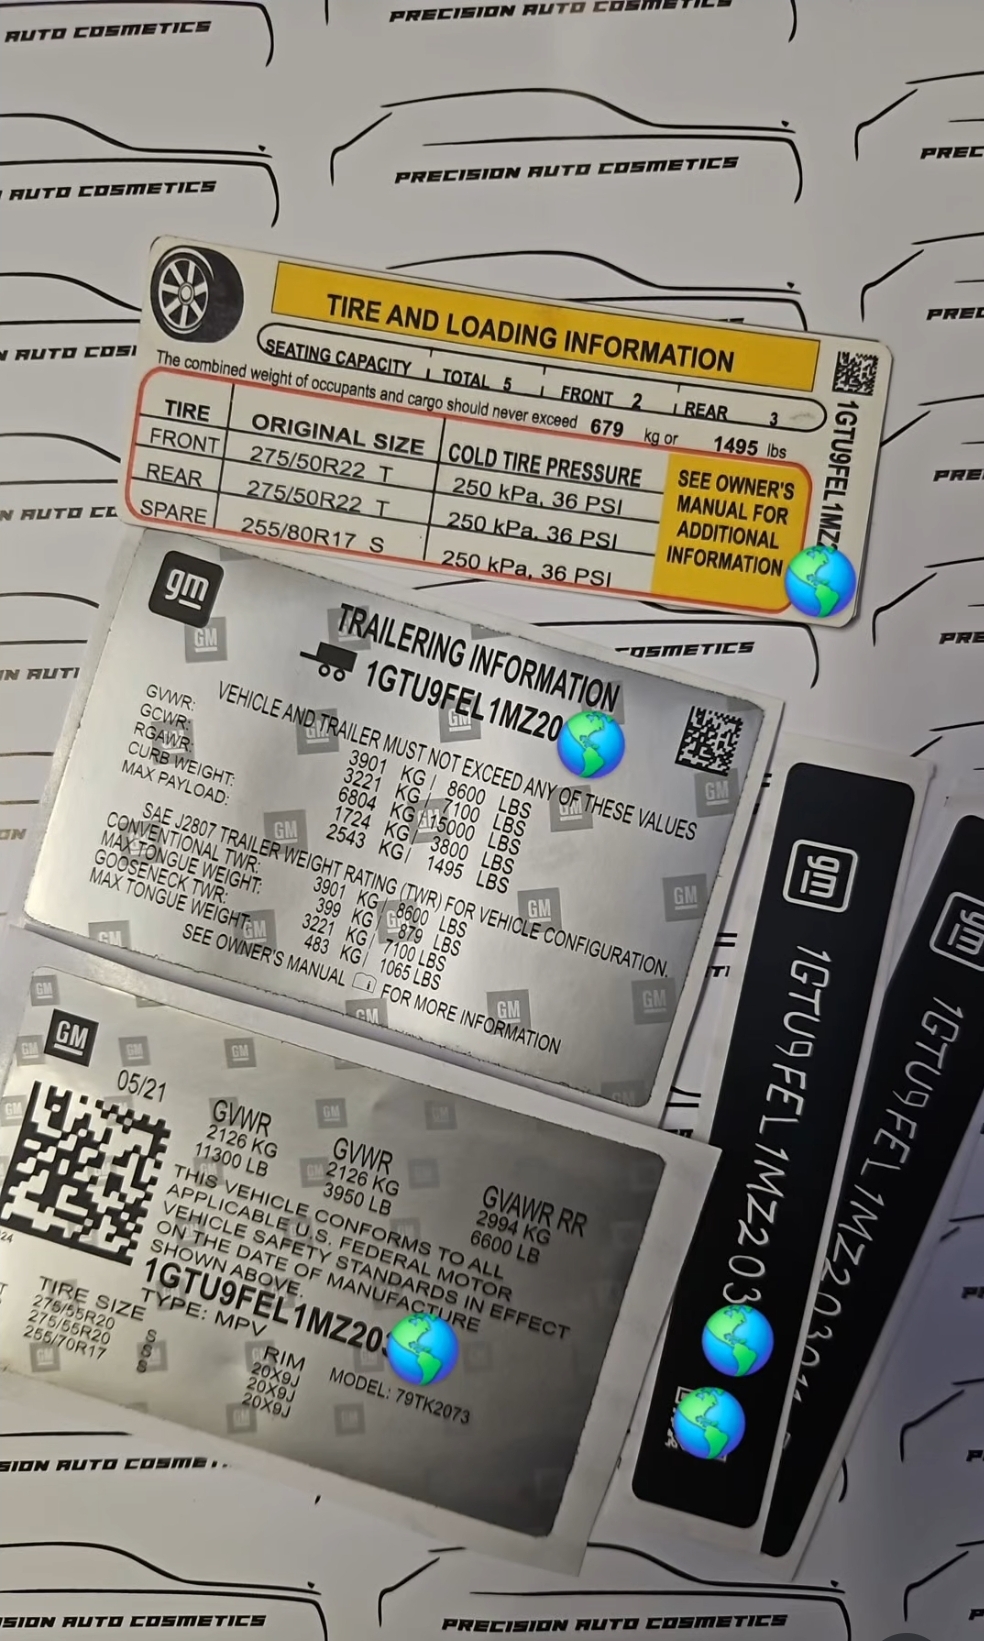 AUTO COSMETICS
PRECISION AUTO COSMETICS
PRECISION AUTO COSMETICS
AUTO COSMETICS
TIRE AND LOADING INFORMATION
SEATING CAPACITY TOTAL 5 FRONT 2 REAR 3
The combined weight of occupants and cargo should never exceed 679 kg or 1495 lbs
TIRE ORIGINAL SIZE COLD TIRE PRESSURE
FRONT 275/50R22 T 250 kPa, 36 PSI
REAR 275/50R22 T 250 kPa, 36 PSI
SPARE 255/80R17 S 250 kPa, 36 PSI
SEE OWNER'S
MANUAL FOR
ADDITIONAL
INFORMATION
1GTU9FEL1MZ
gm
TRAILERING INFORMATION
1GTU9FEL1MZ20
VEHICLE AND TRAILER MUST NOT EXCEED ANY OF THESE VALUES
GVWR: 3901 KG / 8600 LBS
GCWR: 3221 KG / 7100 LBS
RGAWR: 6804 KG / 15000 LBS
CURB WEIGHT: 1724 KG / 3800 LBS
MAX PAYLOAD: 2543 KG / 1495 LBS
SAE J2807 TRAILER WEIGHT RATING (TWR) FOR VEHICLE CONFIGURATION.
CONVENTIONAL TWR: 3901 KG / 8600 LBS
MAX TONGUE WEIGHT: 399 KG / 879 LBS
GOOSENECK TWR: 3221 KG / 7100 LBS
MAX TONGUE WEIGHT: 483 KG / 1065 LBS
SEE OWNER'S MANUAL FOR MORE INFORMATION
GM
05/21
GVWR GVWR GVAWR RR
2126 KG 2126 KG 2994 KG
11300 LB 3950 LB 6600 LB
THIS VEHICLE CONFORMS TO ALL
APPLICABLE U.S. FEDERAL MOTOR
VEHICLE SAFETY STANDARDS IN EFFECT
ON THE DATE OF MANUFACTURE
SHOWN ABOVE.
1GTU9FEL1MZ20
TYPE: MPV
MODEL: 79TK2073
TIRE SIZE RIM
275/55R20 S 20X9J
275/55R20 S 20X9J
255/70R17 S 20X9J
gm
1GTU9FEL1MZ203
gm
1GTU9FEL1MZ2030
PRECISION AUTO COSMETICS